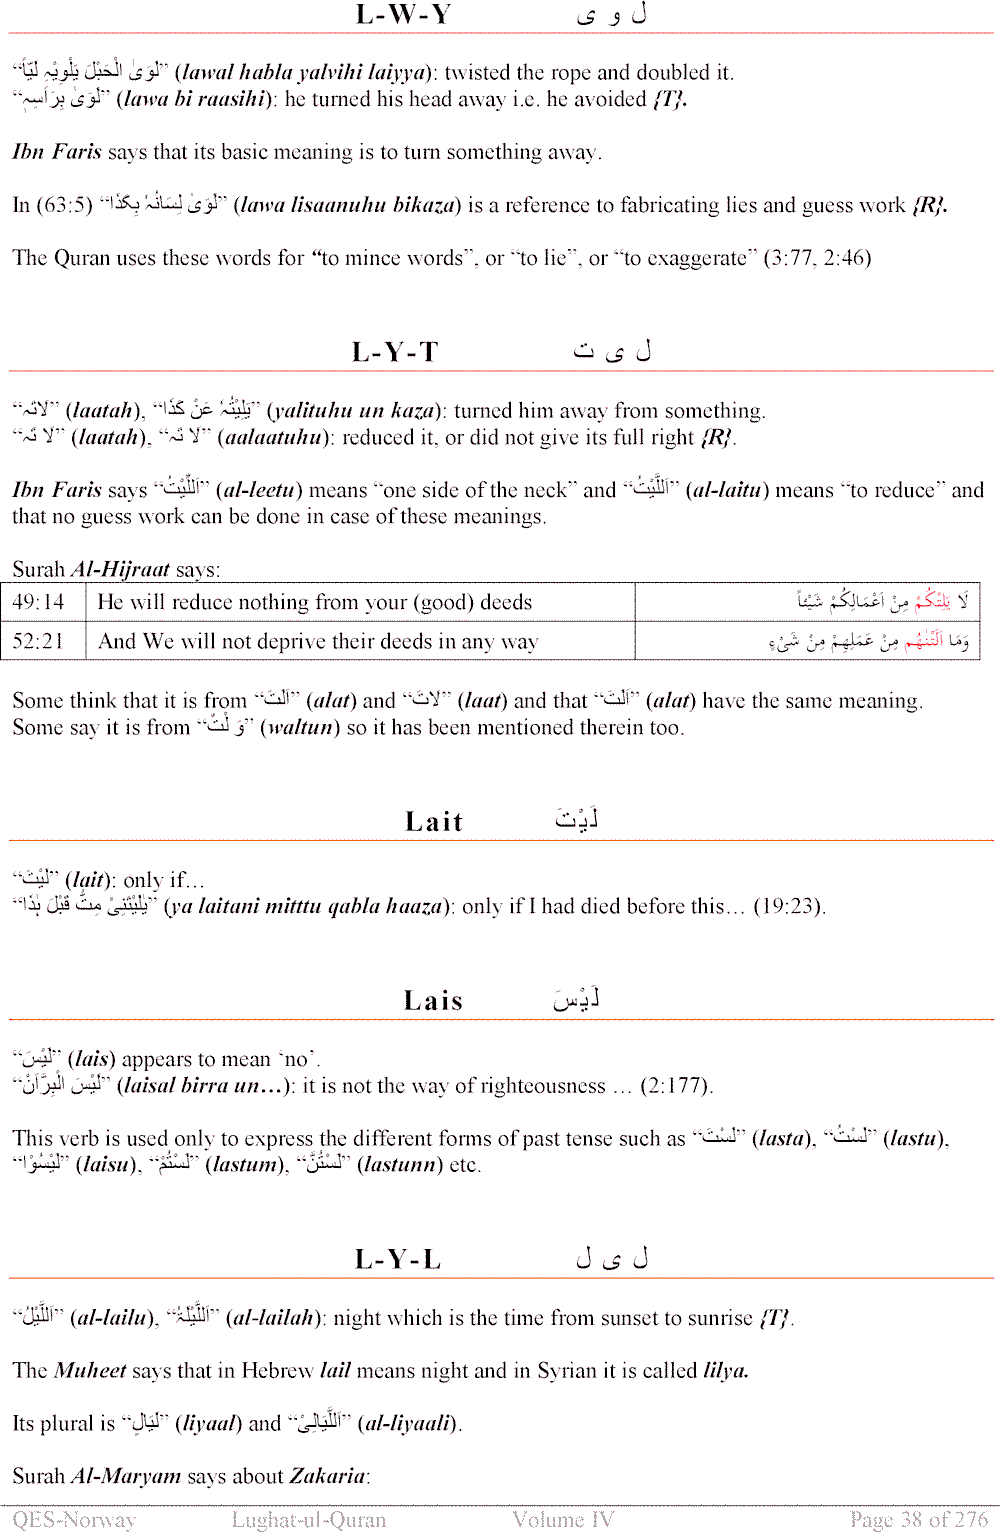 L-W-Y ل و ی
“لَوَیٰ الْحَبْلَ یَلْوِیْہِ لَیّاً” (lawal habla yalvihi laiyya): twisted the rope and doubled it.
“لَوَیٰ بِرَاسِہٖ” (lawa bi raasihi): he turned his head away i.e. he avoided {T}.
Ibn Faris says that its basic meaning is to turn something away.
In (63:5) “لَوَیٰ لِسَانُہٗ بِکَذَا” (lawa lisaanuhu bikaza) is a reference to fabricating lies and guess work {R}.
The Quran uses these words for “to mince words”, or “to lie”, or “to exaggerate” (3:77, 2:46)
L-Y-T ل ی ت
“لَاتَہ” (laatah), “یَلِیْتُہٗ عَنْ کَذَا” (yalituhu un kaza): turned him away from something.
“لَا تَہ” (laatah), “لَا تَہ” (aalaatuhu): reduced it, or did not give its full right {R}.
Ibn Faris says “اَللِّیْتُ” (al-leetu) means “one side of the neck” and “اَللَّیْتُ” (al-laitu) means “to reduce” and
that no guess work can be done in case of these meanings.
Surah Al-Hijraat says:
49:14 He will reduce nothing from your (good) deeds لَا یَلِتْکُمْ مِنْ اَعْمَالِکُمْ شَیْئاً
52:21 And We will not deprive their deeds in any way وَمَا اَلَتْنٰھُم مِنْ عَمَلِھِمْ مِنْ شَیْءٍ
Some think that it is from “اَلَتَ” (alat) and “لَاتَ” (laat) and that “اَلَتَ” (alat) have the same meaning.
Some say it is from “وَ لْتٌ” (waltun) so it has been mentioned therein too.
Lait لَیْتَ
“لَیْتَ” (lait): only if…
“یٰلَیْتَنِیْ مِتُّ قَبْلَ ہٰذَا” (ya laitani mitttu qabla haaza): only if I had died before this… (19:23).
Lais لَیْسَ
“لَیْسَ” (lais) appears to mean ‘no’.
“لَیْسَ الْبِرَّاَنْ” (laisal birra un…): it is not the way of righteousness … (2:177).
This verb is used only to express the different forms of past tense such as “لَسْتَ” (lasta), “لَسْتُ” (lastu),
“لَیْسُوْا” (laisu), “لَسْتُمْ” (lastum), “لَسْتُنَّ” (lastunn) etc.
L-Y-L ل ی ل
“اَللَّیْلُ” (al-lailu), “اَللَّیْلَۃُ” (al-lailah): night which is the time from sunset to sunrise {T}.
The Muheet says that in Hebrew lail means night and in Syrian it is called lilya.
Its plural is “لَیَالٍ” (liyaal) and “اَللَّیَالِیْ” (al-liyaali).
Surah Al-Maryam says about Zakaria:
QES-Norway Lughat-ul-Quran Volume IV Page 38 of 276